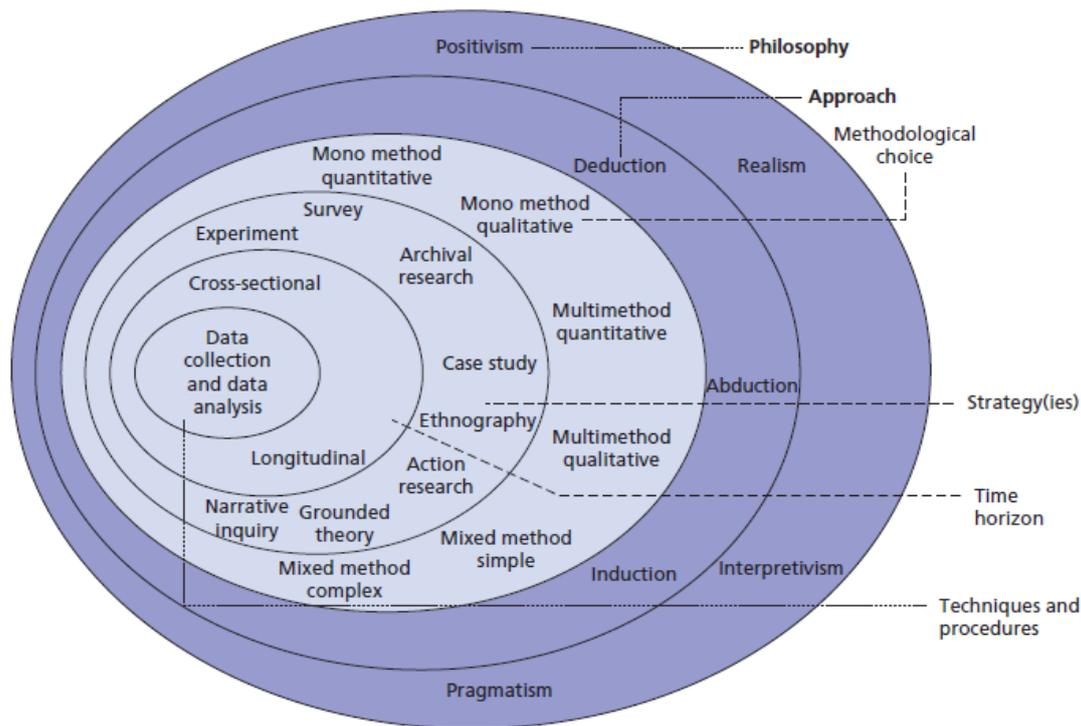 Positivism
Philosophy
Approach
Methodological
choice
Mono method
quantitative
Deduction
Realism
Survey
Mono method
qualitative
Experiment
Archival
research
Cross-sectional
Multimethod
quantitative
Data
collection
and data
analysis
Case study
Abduction
Strategy(ies)
Ethnography
Multimethod
qualitative
Longitudinal
Action
research
Time
horizon
Narrative
inquiry
Grounded
theory
Mixed method
simple
Mixed method
complex
Induction
Interpretivism
Techniques and
procedures
Pragmatism